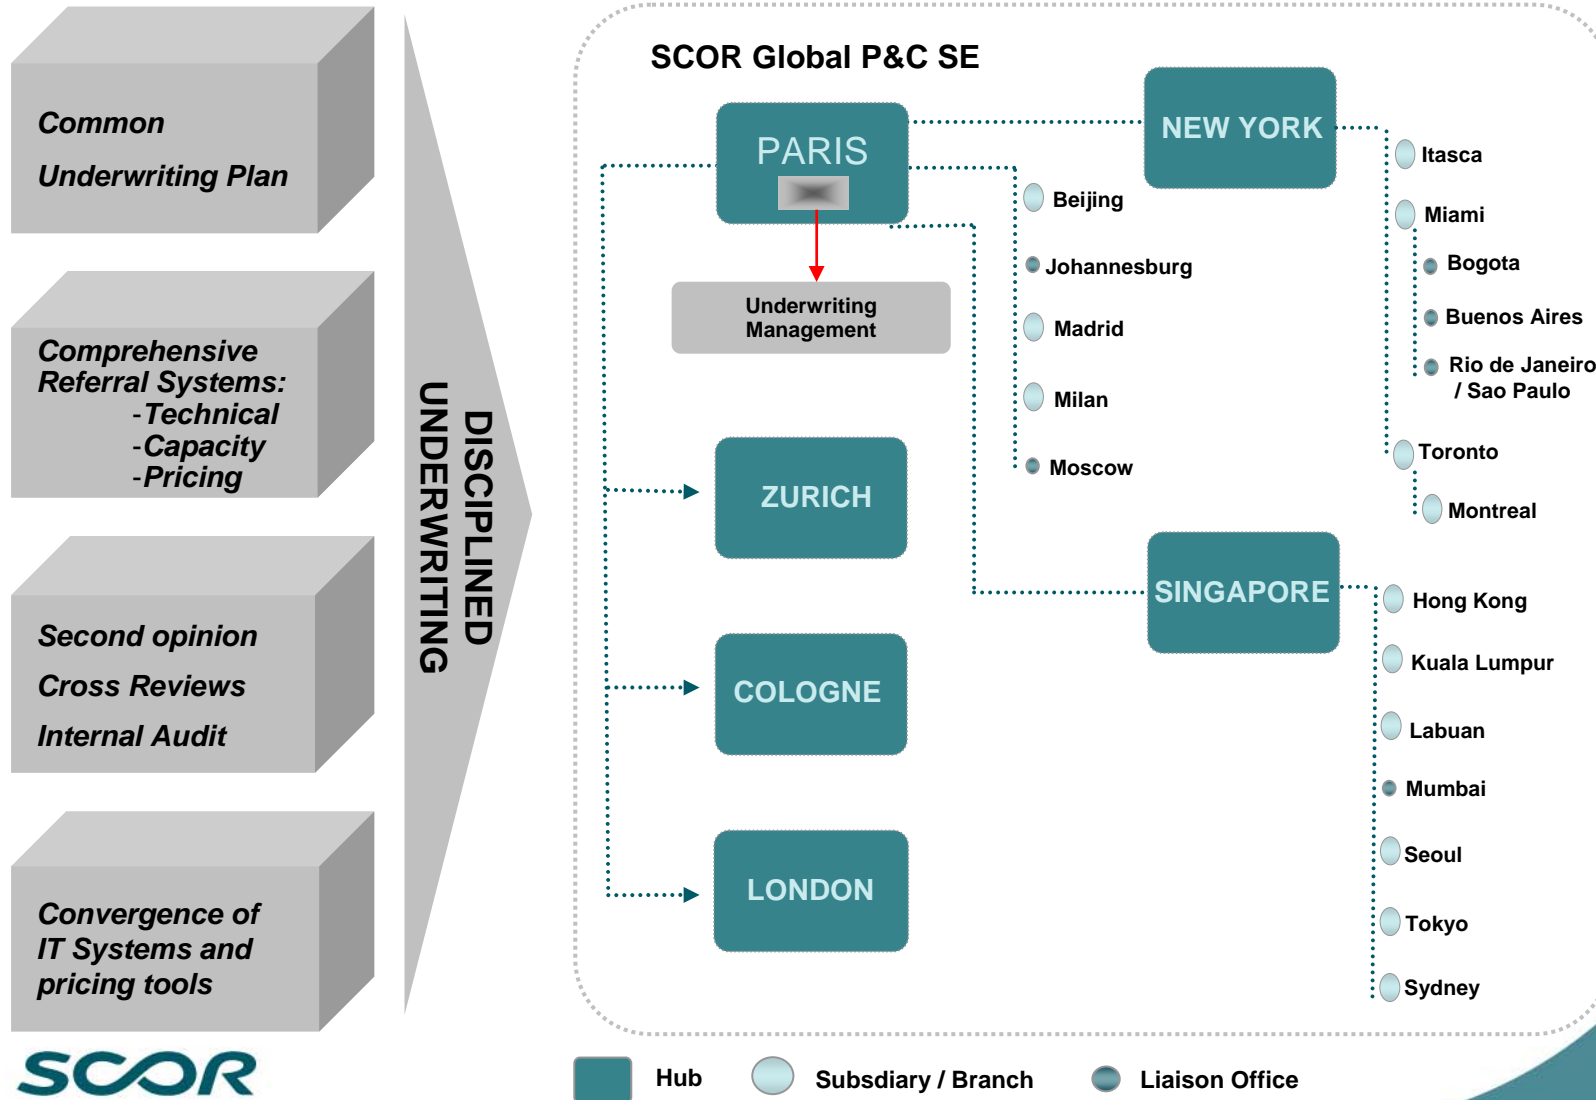 Common
Underwriting Plan
Comprehensive
Referral Systems:
-Technical
-Capacity
-Pricing
Second opinion
Cross Reviews
Internal Audit
Convergence of
IT Systems and
pricing tools
DISCIPLINED
UNDERWRITING
SCOR Global P&C SE
PARIS
Underwriting
Management
ZURICH
COLOGNE
LONDON
Beijing
Johannesburg
Madrid
Milan
Moscow
NEW YORK
Itasca
Miami
Bogota
Buenos Aires
Rio de Janeiro
/ Sao Paulo
Toronto
Montreal
SINGAPORE
Hong Kong
Kuala Lumpur
Labuan
Mumbai
Seoul
Tokyo
Sydney
SCOR
Hub
Subsdiary / Branch
Liaison Office